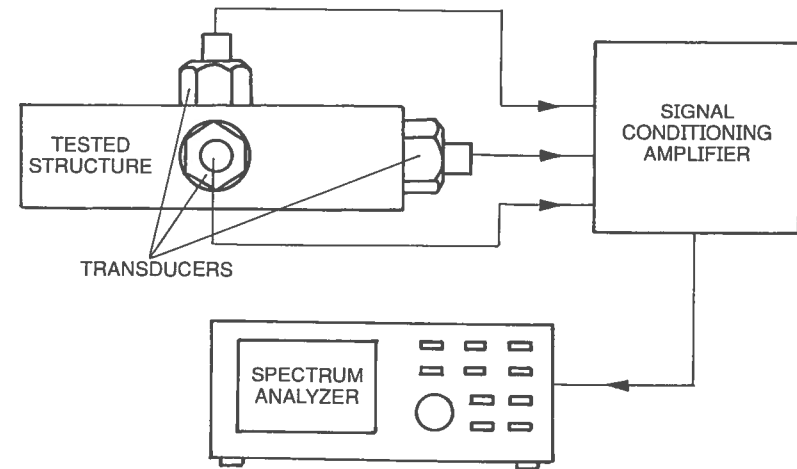 TESTED
STRUCTURE
SIGNAL
CONDITIONING
AMPLIFIER
TRANSDUCERS
SPECTRUM
ANALYZER